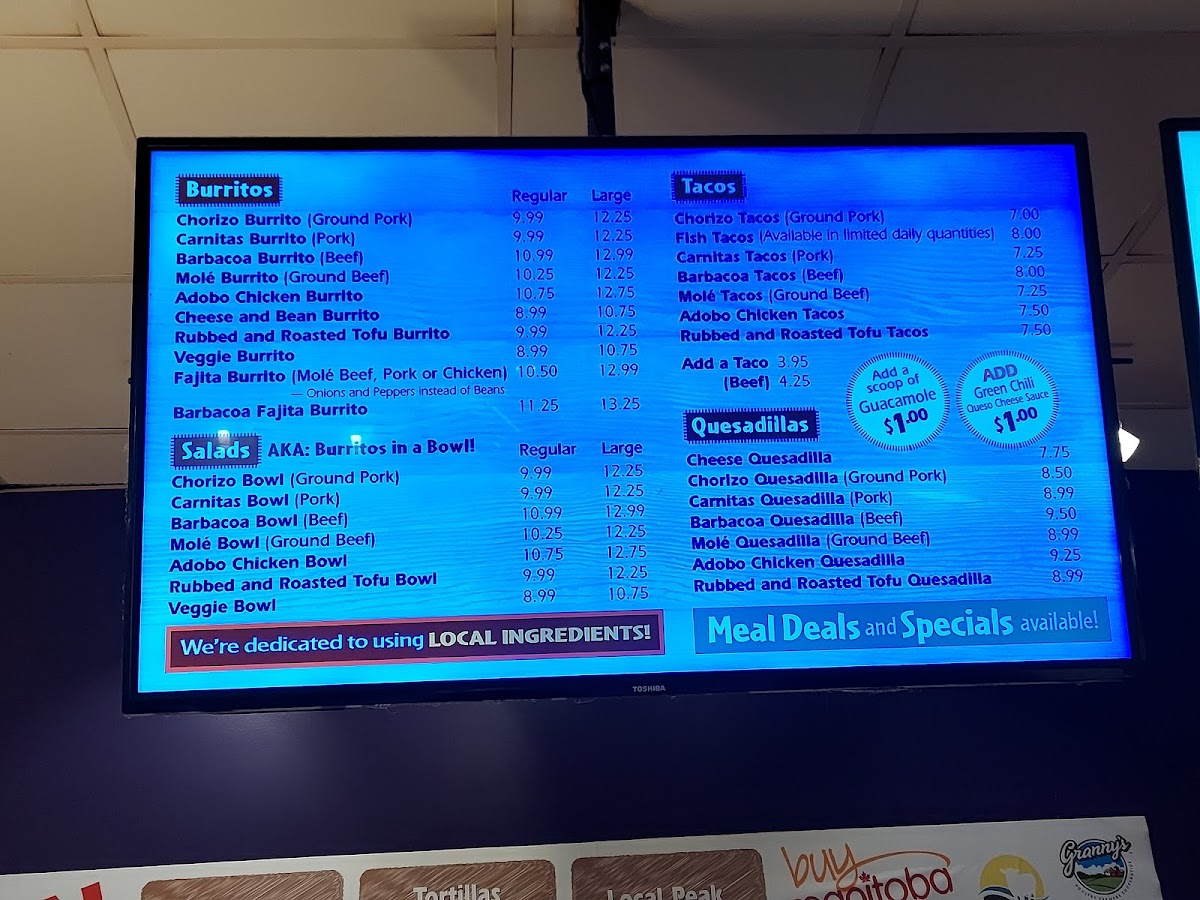 Burritos
Regular Large
Chorizo Burrito (Ground Pork) 9.99 12.25
Carnitas Burrito (Pork) 9.99 12.25
Barbacoa Burrito (Beef) 10.99 12.99
Molé Burrito (Ground Beef) 10.25 12.25
Adobo Chicken Burrito 10.75 12.75
Cheese and Bean Burrito 8.99 10.75
Rubbed and Roasted Tofu Burrito 9.99 12.25
Veggie Burrito 8.99 10.75
Fajita Burrito (Molé Beef, Pork or Chicken) 10.50 12.99
— Onions and Peppers instead of Beans
Barbacoa Fajita Burrito 11.25 13.25
Salads AKA: Burritos in a Bowl! Regular Large
Chorizo Bowl (Ground Pork) 9.99 12.25
Carnitas Bowl (Pork) 9.99 12.25
Barbacoa Bowl (Beef) 10.99 12.99
Molé Bowl (Ground Beef) 10.25 12.25
Adobo Chicken Bowl 10.75 12.75
Rubbed and Roasted Tofu Bowl 9.99 12.25
Veggie Bowl 8.99 10.75
We're dedicated to using LOCAL INGREDIENTS!
Tacos
Chorizo Tacos (Ground Pork) 7.00
Fish Tacos (Available in limited daily quantities) 8.00
Carnitas Tacos (Pork) 7.25
Barbacoa Tacos (Beef) 8.00
Molé Tacos (Ground Beef) 7.25
Adobo Chicken Tacos 7.50
Rubbed and Roasted Tofu Tacos 7.50
Add a Taco 3.95
(Beef) 4.25
Add a
scoop of
Guacamole
$1.00
ADD
Green Chili
Queso Cheese Sauce
$1.00
Quesadillas
Cheese Quesadilla 7.75
Chorizo Quesadilla (Ground Pork) 8.50
Carnitas Quesadilla (Pork) 8.99
Barbacoa Quesadilla (Beef) 9.50
Molé Quesadilla (Ground Beef) 8.99
Adobo Chicken Quesadilla 9.25
Rubbed and Roasted Tofu Quesadilla 8.99
Meal Deals and Specials available!
TOSHIBA
Tortillas
Local Peak
buy
manitoba
Granny's